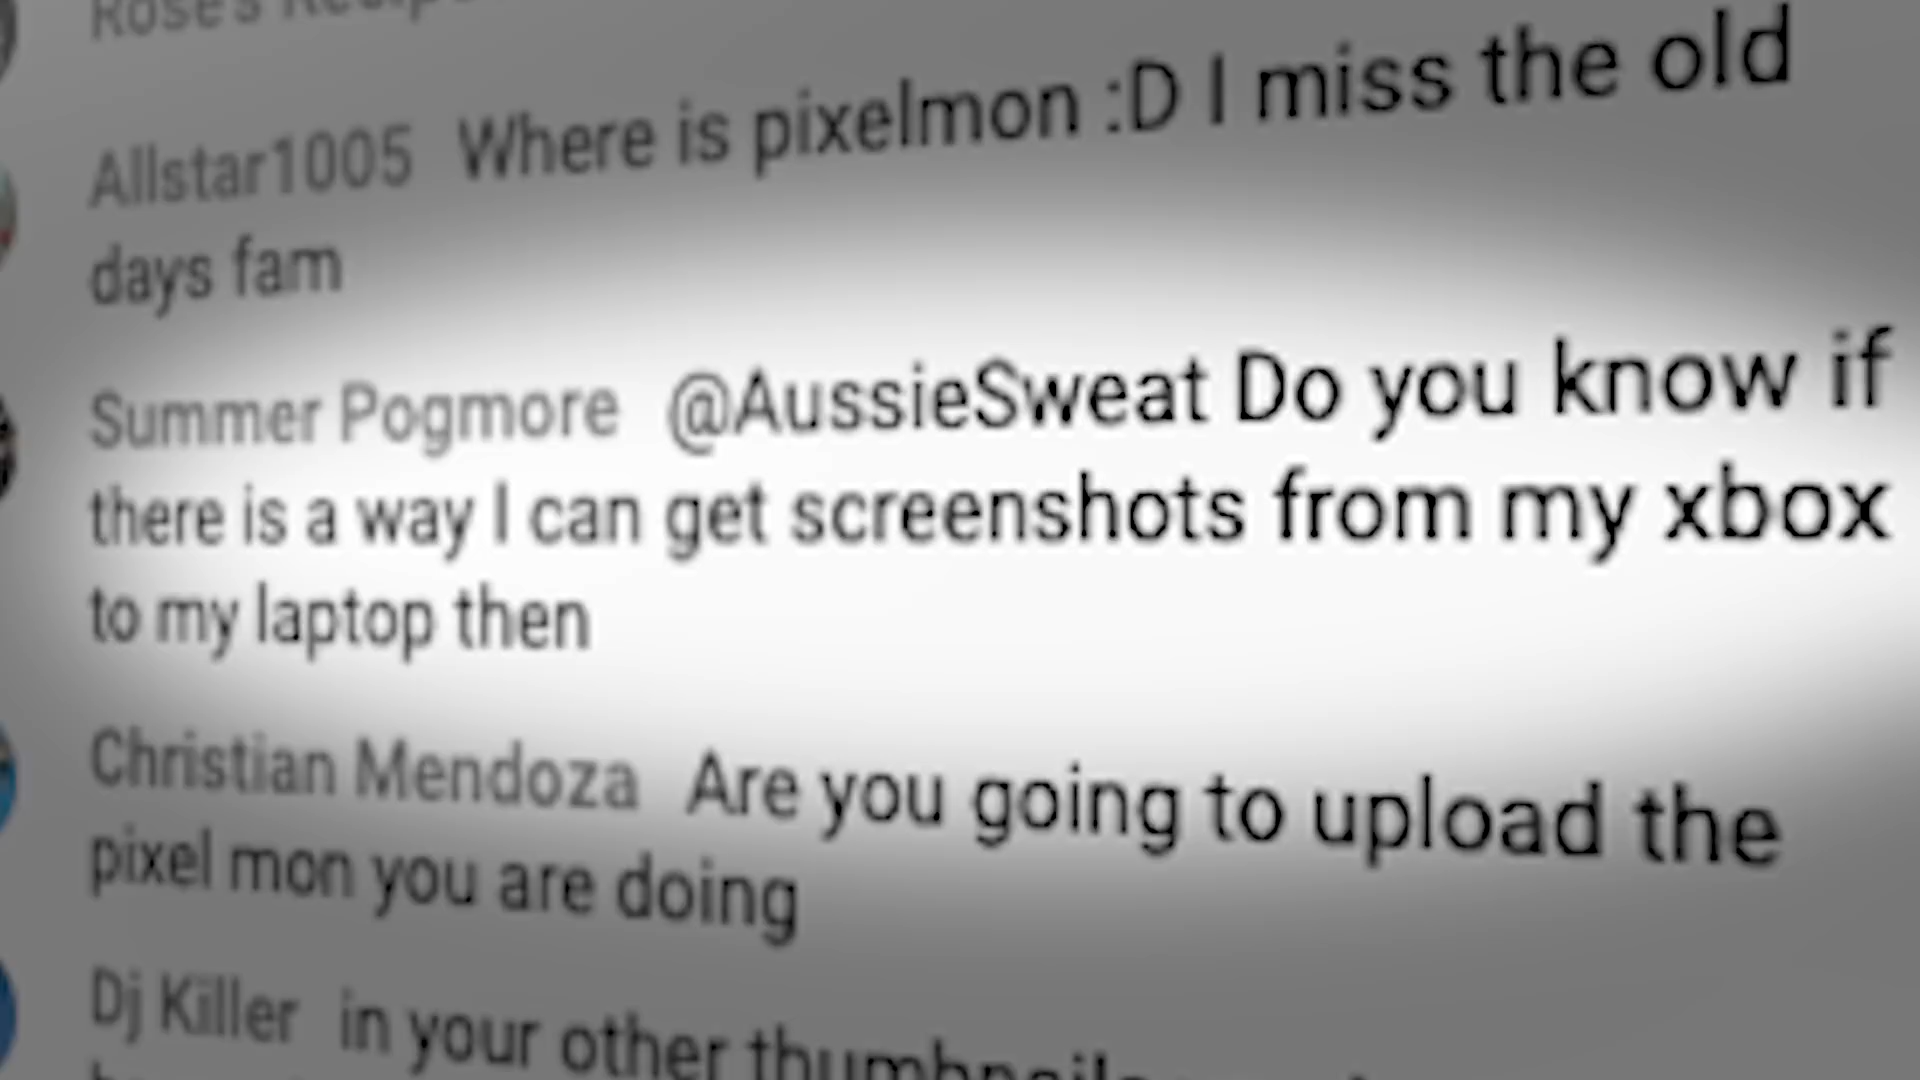 Rose's
Allstar1005 Where is pixelmon :D I miss the old
days fam
Summer Pogmore @AussieSweat Do you know if
there is a way I can get screenshots from my xbox
to my laptop then
Christian Mendoza Are you going to upload the
pixel mon you are doing
Dj Killer in your other